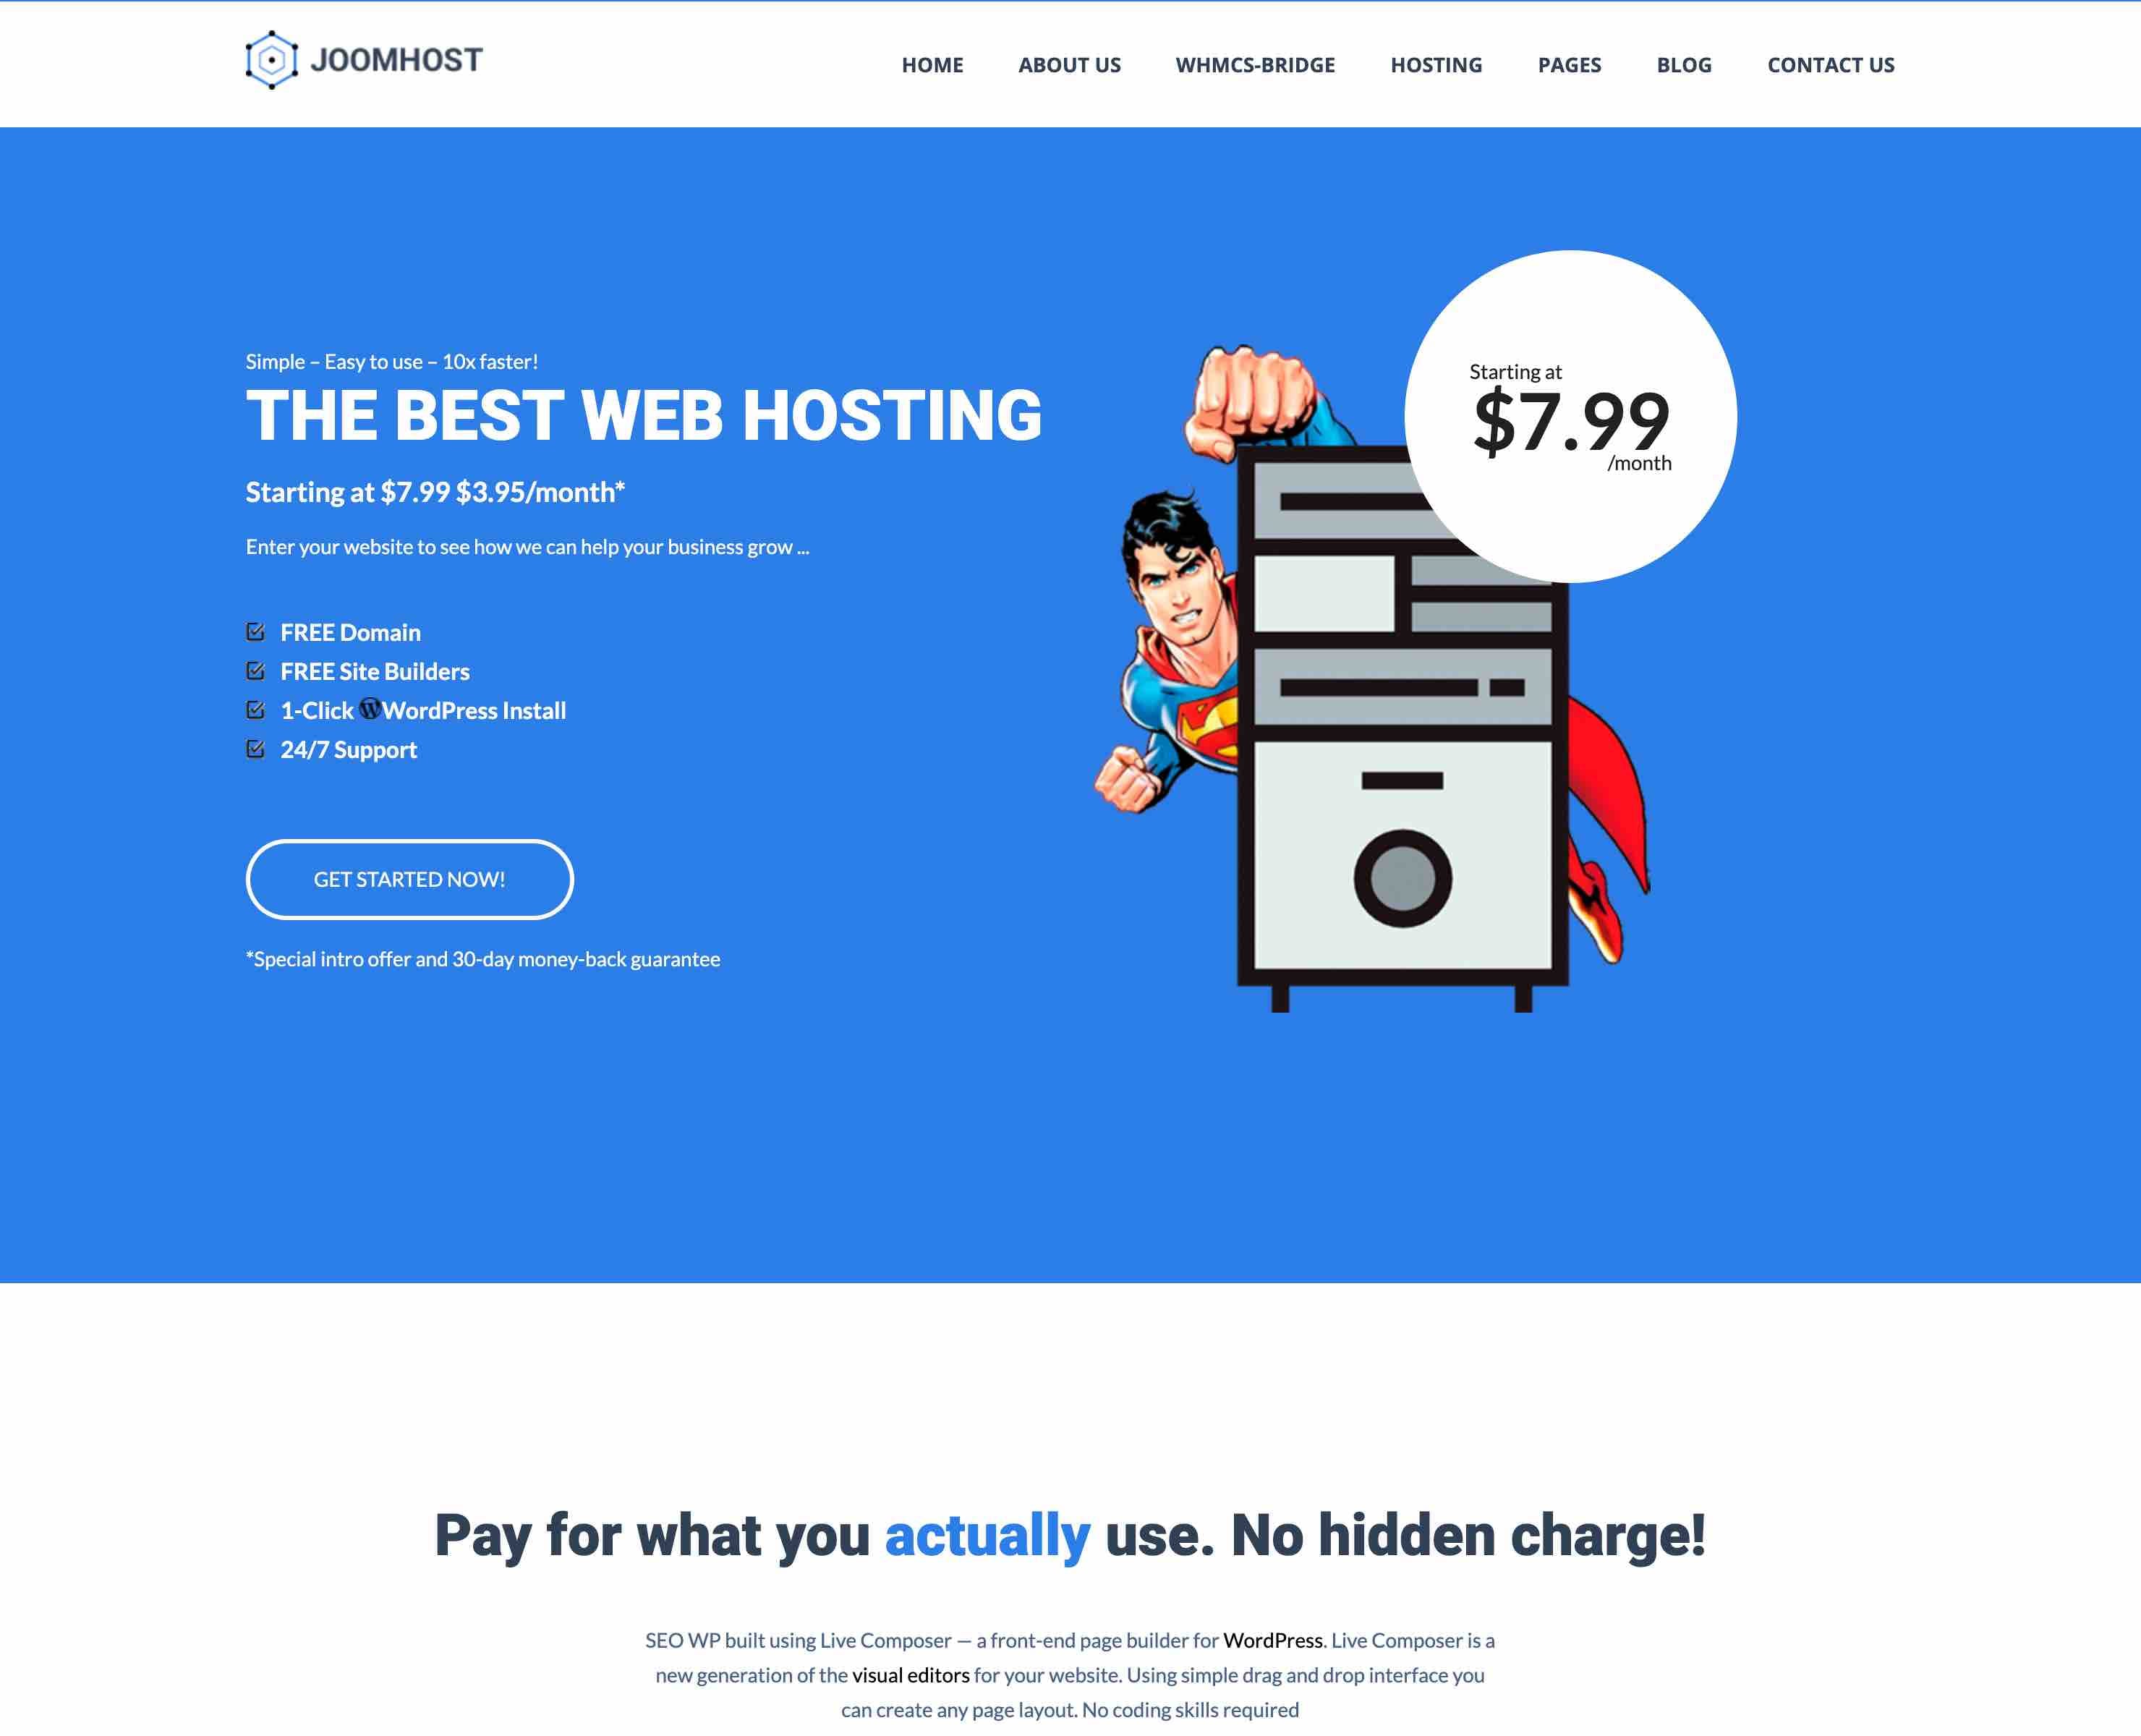 JOOMHOST
HOME ABOUT US WHMCS-BRIDGE HOSTING PAGES BLOG CONTACT US
Simple – Easy to use – 10x faster!
THE BEST WEB HOSTING
Starting at $7.99 $3.95/month*
Enter your website to see how we can help your business grow ...
FREE Domain
FREE Site Builders
1-Click WordPress Install
24/7 Support
GET STARTED NOW!
*Special intro offer and 30-day money-back guarantee
Starting at
$7.99
/month
Pay for what you actually use. No hidden charge!
SEO WP built using Live Composer — a front-end page builder for WordPress. Live Composer is a
new generation of the visual editors for your website. Using simple drag and drop interface you
can create any page layout. No coding skills required